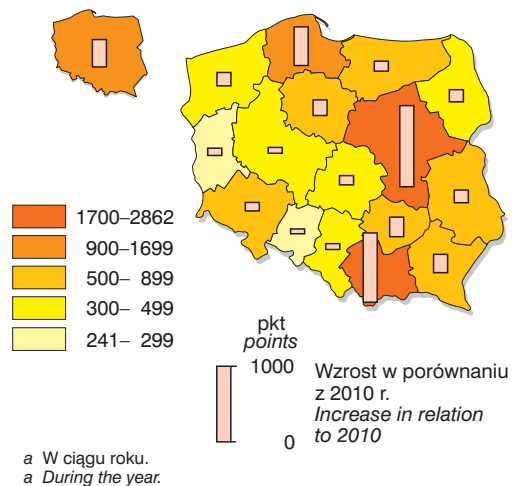 1700–2862
900–1699
500– 899
300– 499
241– 299
pkt
points
1000
0
Wzrost w porównaniu
z 2010 r.
Increase in relation
to 2010
a W ciągu roku.
a During the year.